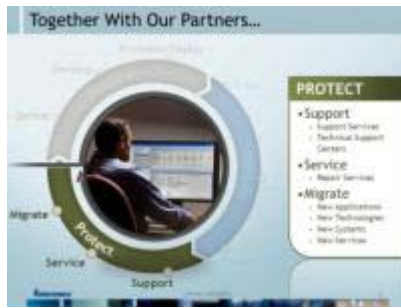 Together With Our Partners...
PROTECT
•Support
Support Services
Technical Support
Centers
•Service
Repair Services
•Migrate
New Applications
New Technologies
New Systems
New Services
Migrate
Protect
Service
Support